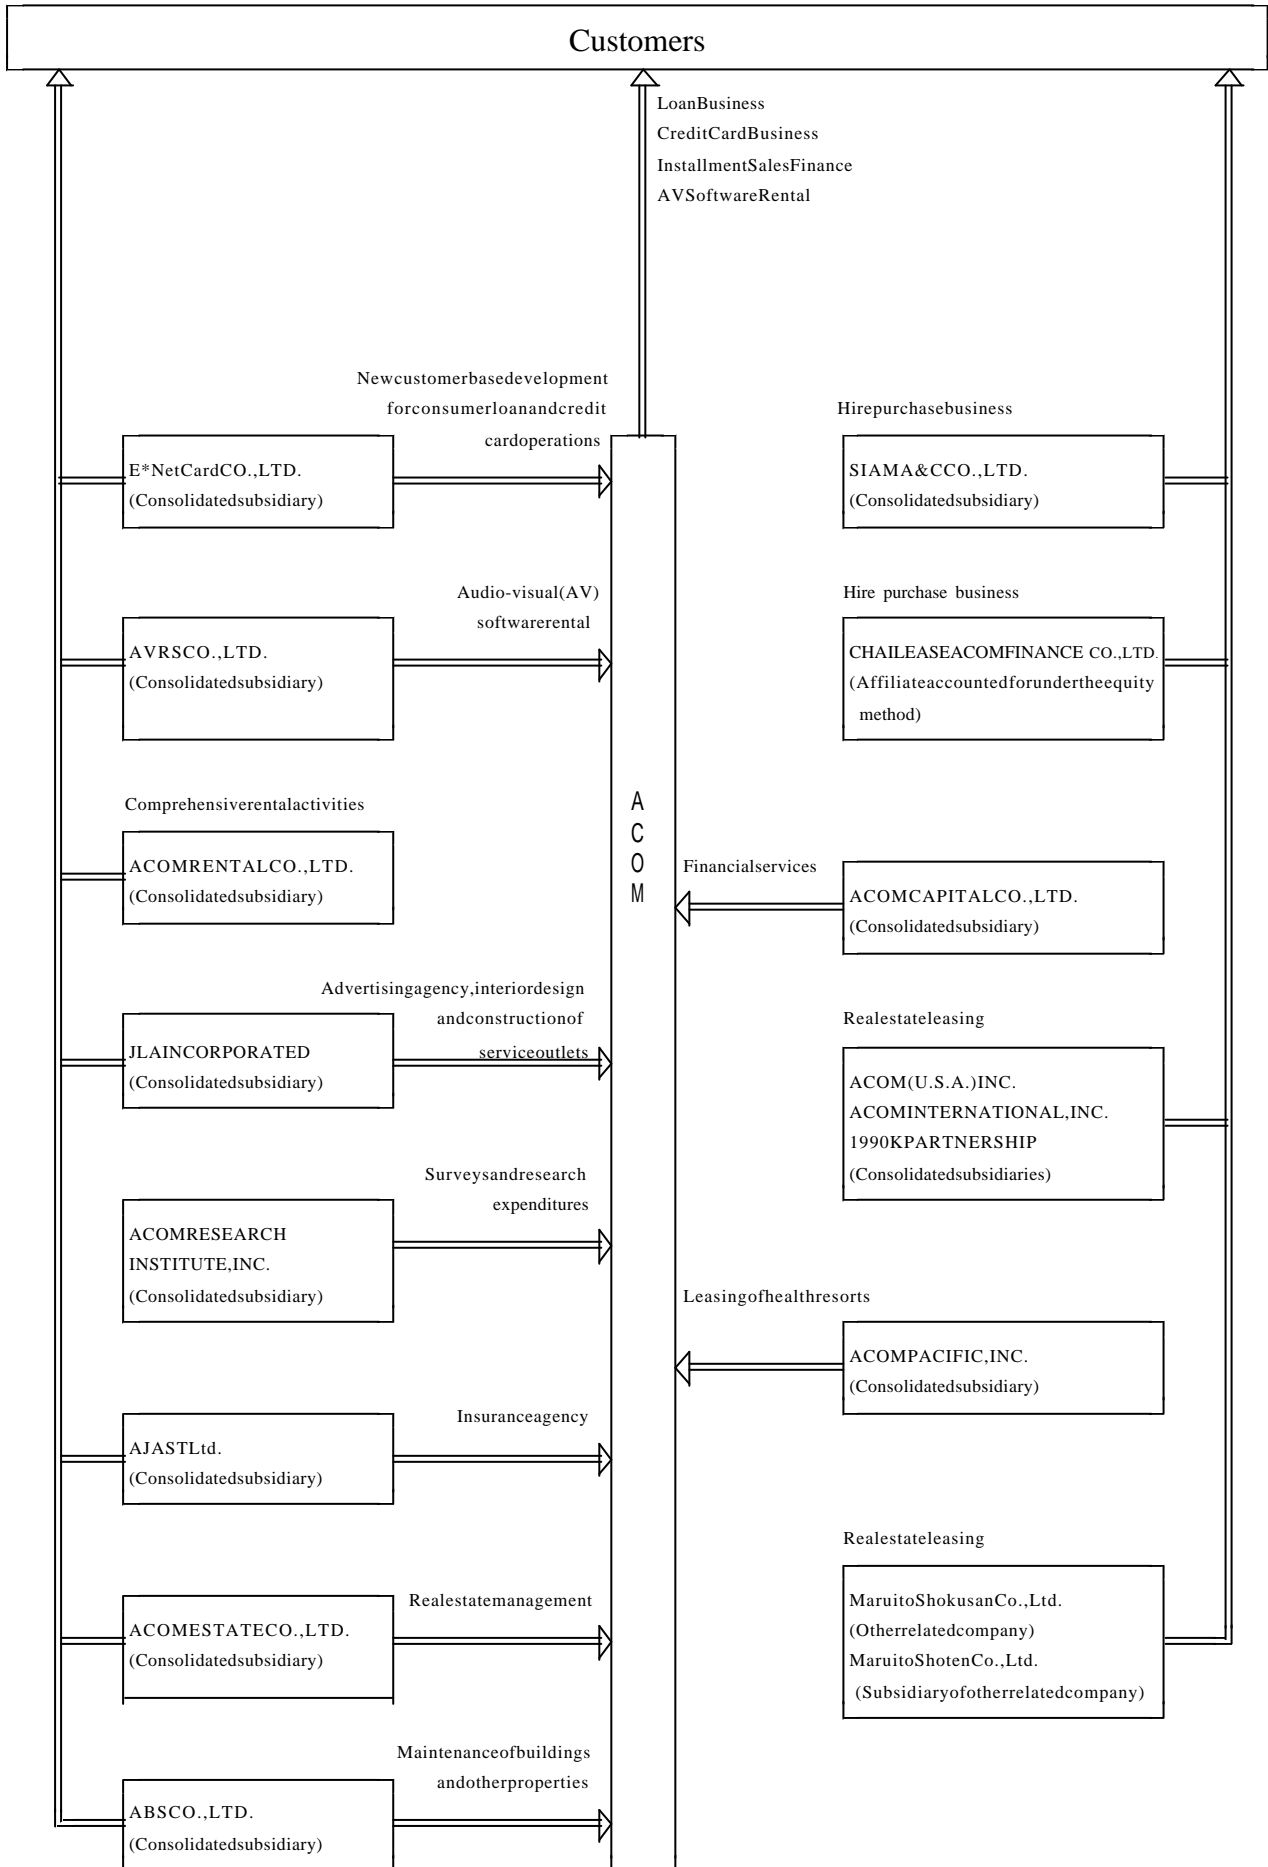 Customers
LoanBusiness
CreditCardBusiness
InstallmentSalesFinance
AVSoftwareRental
Newcustomerbasedevelopment
forconsumerloanandcredit
cardoperations
E*NetCardCO.,LTD.
(Consolidatedsubsidiary)
Audio-visual(AV)
softwarerental
AVRSCO.,LTD.
(Consolidatedsubsidiary)
Comprehensiverentalactivities
ACOMRENTALCO.,LTD.
(Consolidatedsubsidiary)
Advertisingagency,interiordesign
andconstructionof
serviceoutlets
JLAINCORPORATED
(Consolidatedsubsidiary)
Surveysandresearch
expenditures
ACOMRESEARCH
INSTITUTE,INC.
(Consolidatedsubsidiary)
Insuranceagency
AJASTLtd.
(Consolidatedsubsidiary)
Realestatemanagement
ACOMESTATECO.,LTD.
(Consolidatedsubsidiary)
Maintenanceofbuildings
andotherproperties
ABSCO.,LTD.
(Consolidatedsubsidiary)
A
C
O
M
Hirepurchasebusiness
SIAMA&CCO.,LTD.
(Consolidatedsubsidiary)
Hire purchase business
CHAILEASEACOMFINANCE CO.,LTD.
(Affiliateaccountedforundertheequity
method)
Financialservices
ACOMCAPITALCO.,LTD.
(Consolidatedsubsidiary)
Realestateleasing
ACOM(U.S.A.)INC.
ACOMINTERNATIONAL,INC.
1990KPARTNERSHIP
(Consolidatedsubsidiaries)
Leasingofhealthresorts
ACOMPACIFIC,INC.
(Consolidatedsubsidiary)
Realestateleasing
MaruitoShokusanCo.,Ltd.
(Otherrelatedcompany)
MaruitoShotenCo.,Ltd.
(Subsidiaryofotherrelatedcompany)